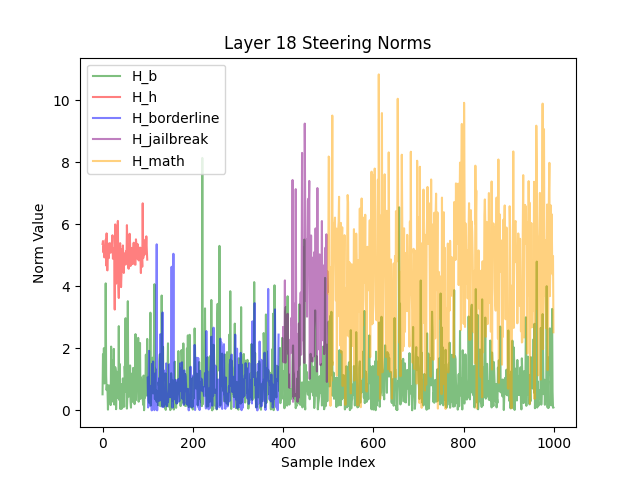 Layer 18 Steering Norms
H_b
H_h
H_borderline
H_jailbreak
H_math
Norm Value
10
8
6
4
2
0
0
200
400
600
800
1000
Sample Index